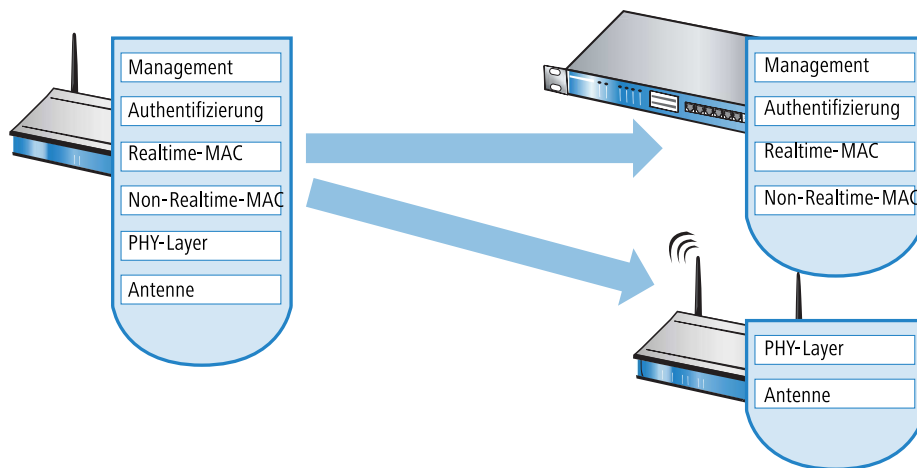 Management
Authentifizierung
Realtime-MAC
Non-Realtime-MAC
PHY-Layer
Antenne
Management
Authentifizierung
Realtime-MAC
Non-Realtime-MAC
PHY-Layer
Antenne